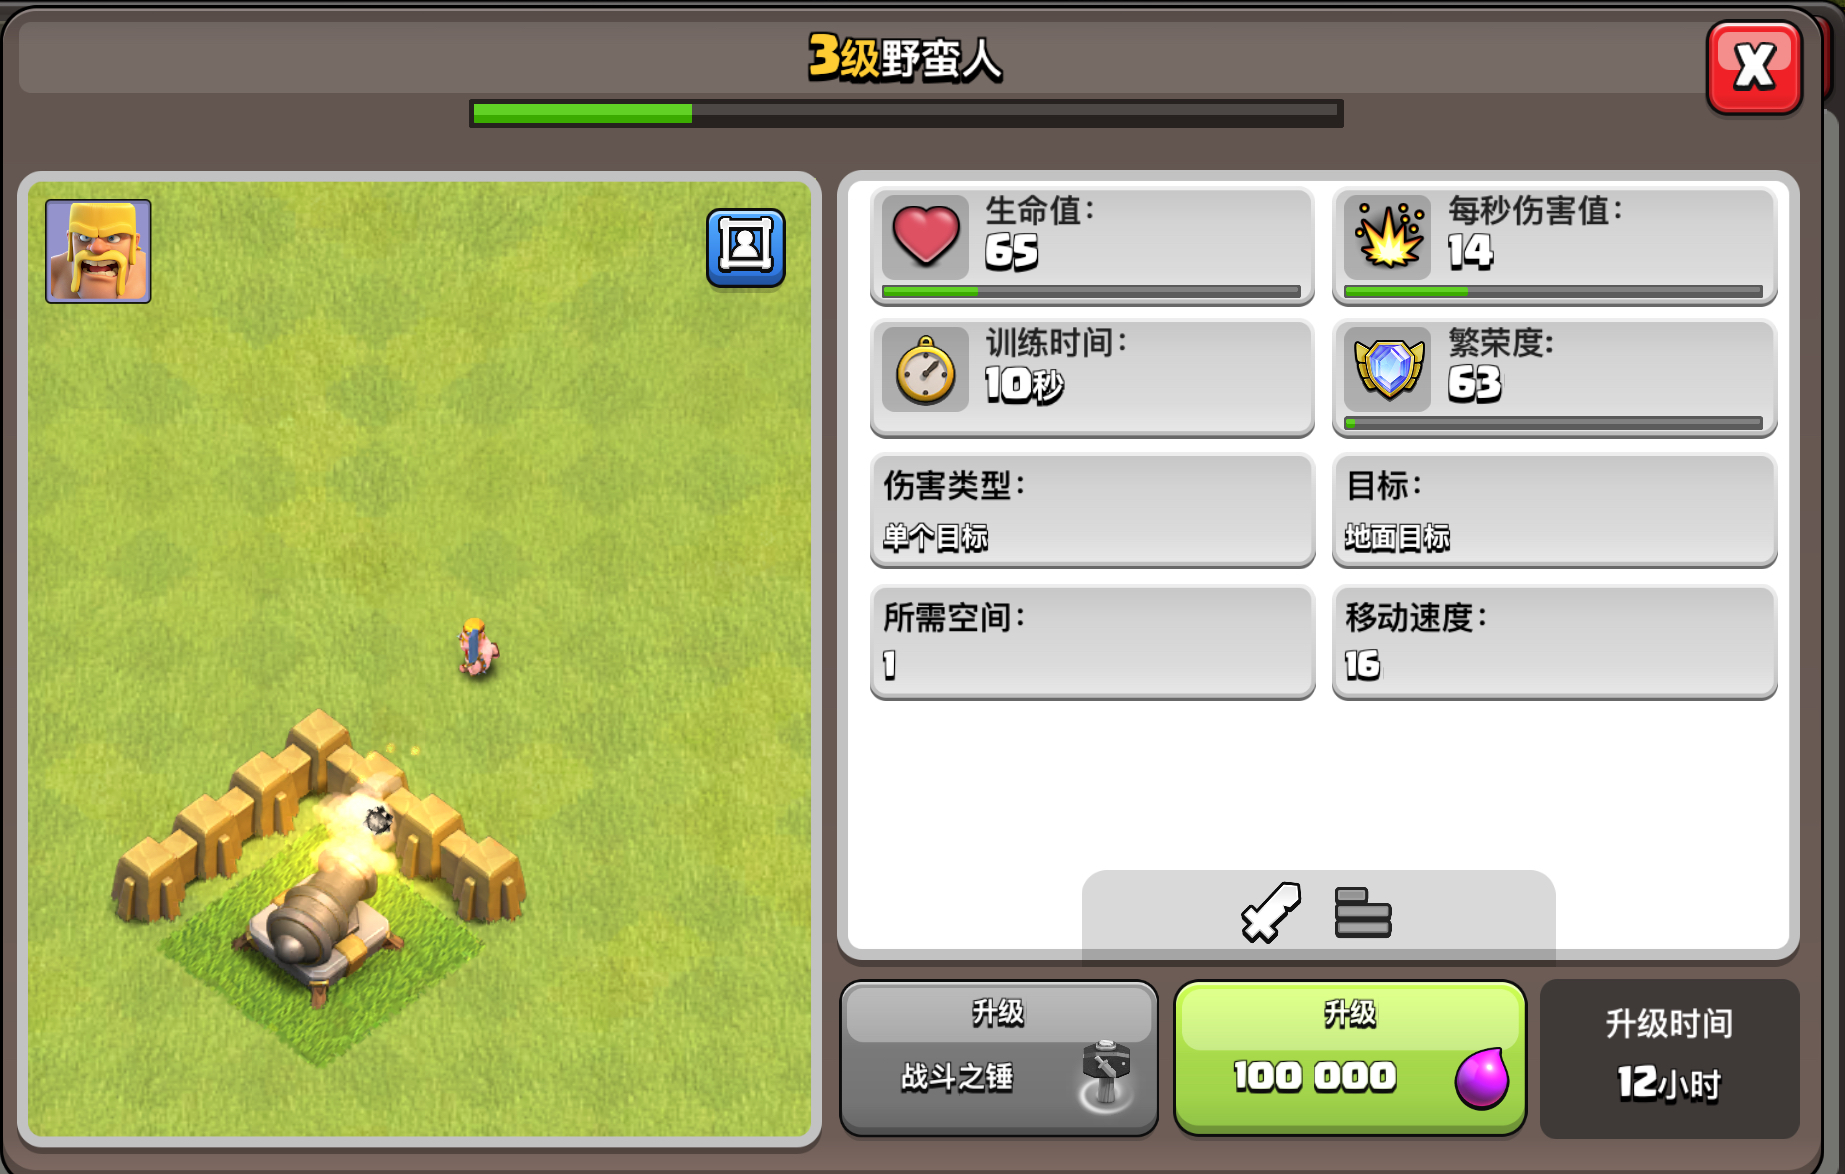 3级野蛮人
X
生命值：
65
每秒伤害值：
14
训练时间：
10秒
繁荣度：
63
伤害类型：
单个目标
目标：
地面目标
所需空间：
1
移动速度：
16
升级
战斗之锤
升级
100 000
升级时间
12小时